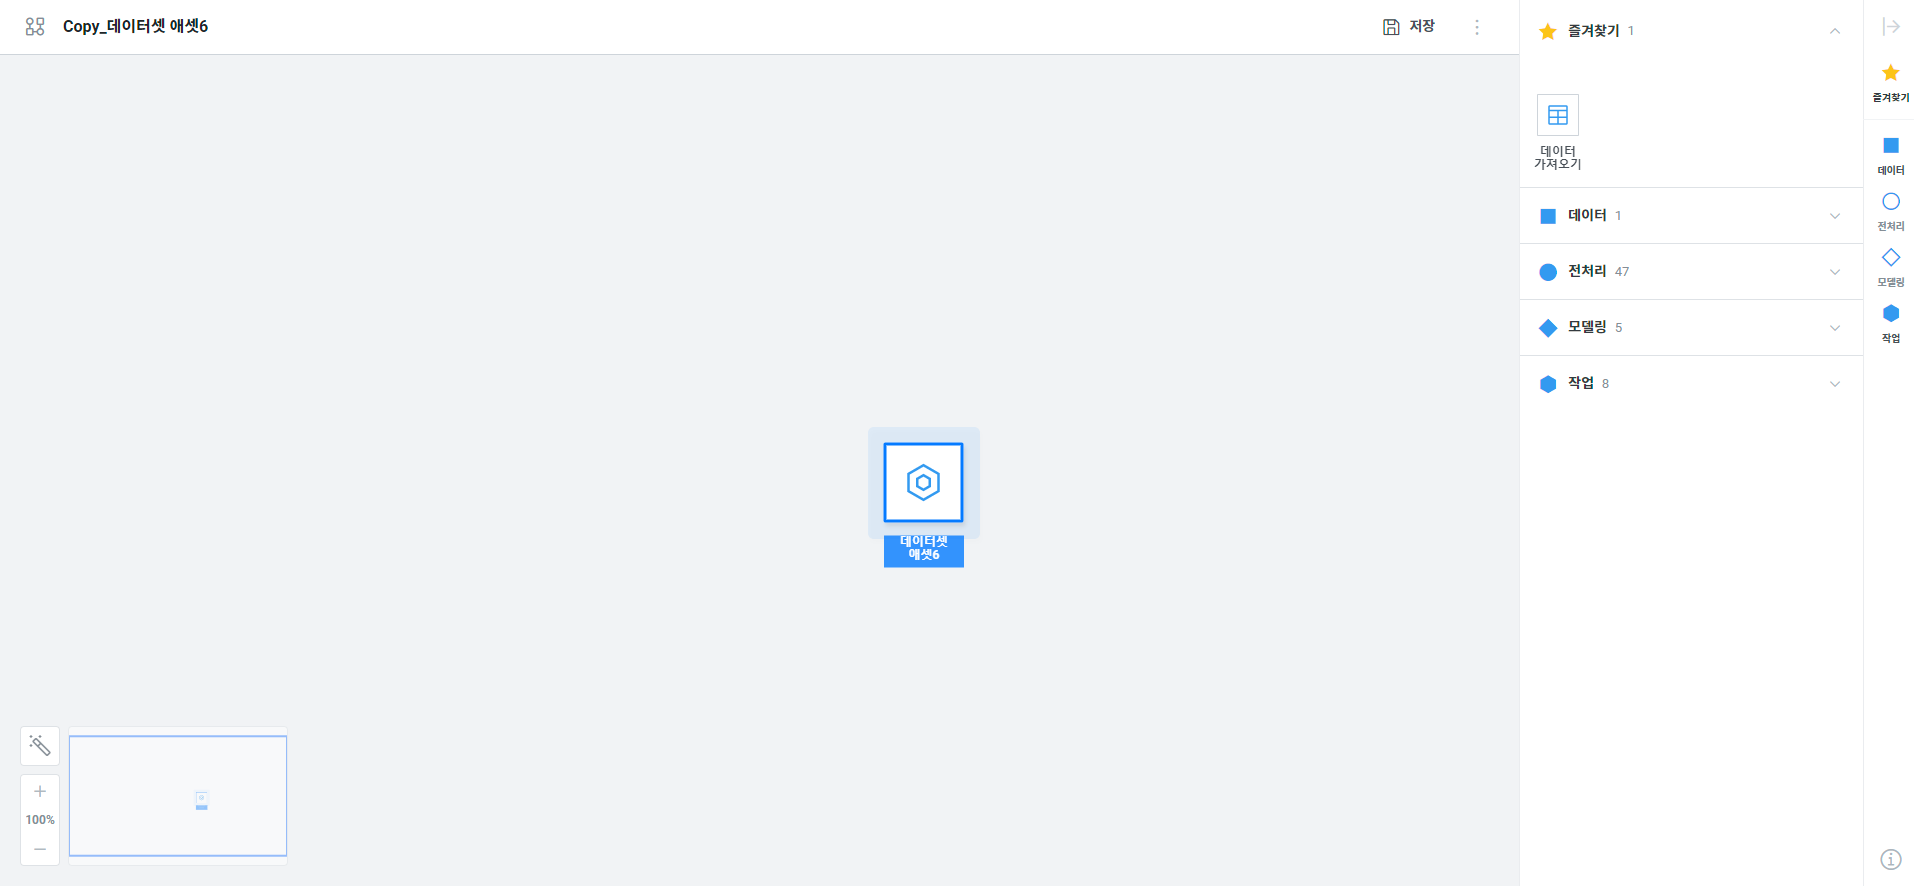 Copy_데이터셋 애셋6
저장
즐겨찾기 1
데이터
가져오기
데이터 1
전처리 47
모델링 5
작업 8
즐겨찾기
데이터
전처리
모델링
작업
데이터셋
애셋6
100%